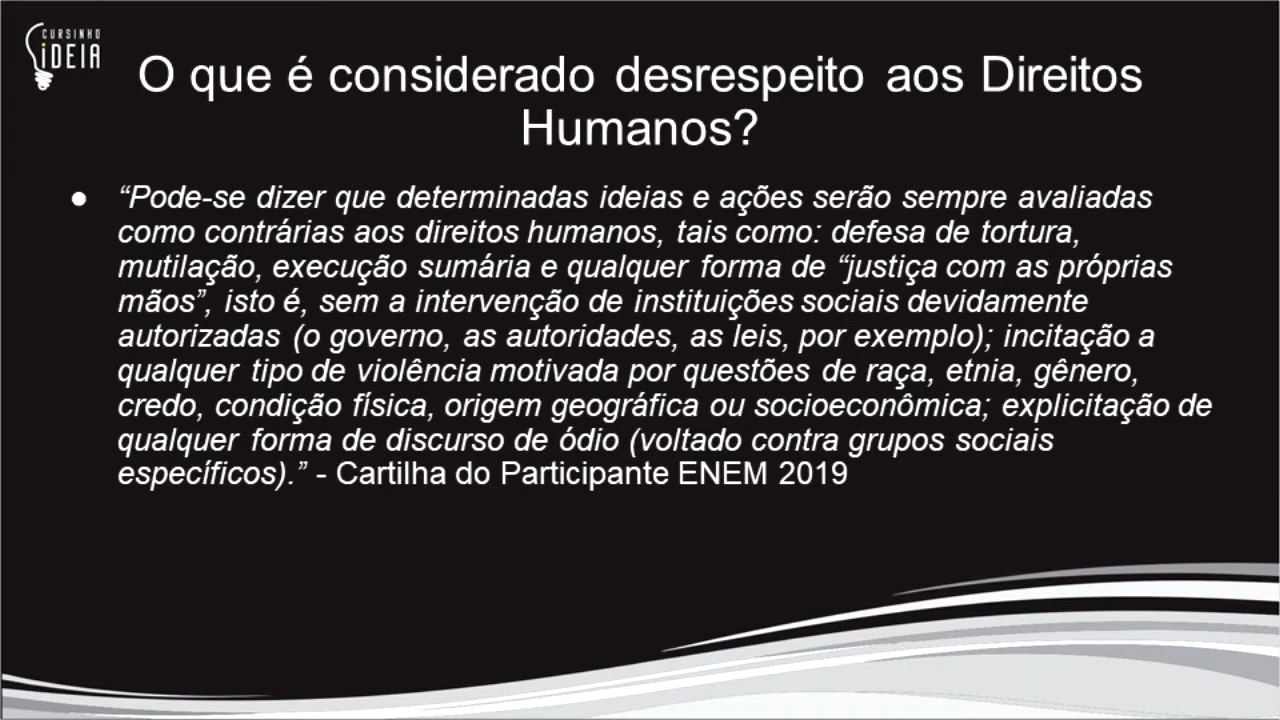 CURSINHO
iDEIA
O que é considerado desrespeito aos Direitos
Humanos?
● “Pode-se dizer que determinadas ideias e ações serão sempre avaliadas
como contrárias aos direitos humanos, tais como: defesa de tortura,
mutilação, execução sumária e qualquer forma de “justiça com as próprias
mãos”, isto é, sem a intervenção de instituições sociais devidamente
autorizadas (o governo, as autoridades, as leis, por exemplo); incitação a
qualquer tipo de violência motivada por questões de raça, etnia, gênero,
credo, condição física, origem geográfica ou socioeconômica; explicitação de
qualquer forma de discurso de ódio (voltado contra grupos sociais
específicos).” - Cartilha do Participante ENEM 2019